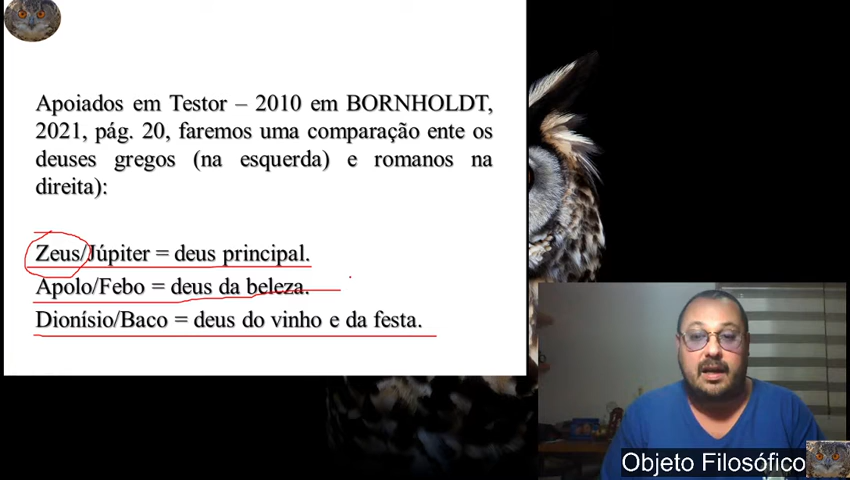 Apoiados em Testor – 2010 em BORNHOLDT,
2021, pág. 20, faremos uma comparação ente os
deuses gregos (na esquerda) e romanos na
direita):
Zeus/Júpiter = deus principal.
Apolo/Febo = deus da beleza.
Dionísio/Baco = deus do vinho e da festa.
Objeto Filosófico